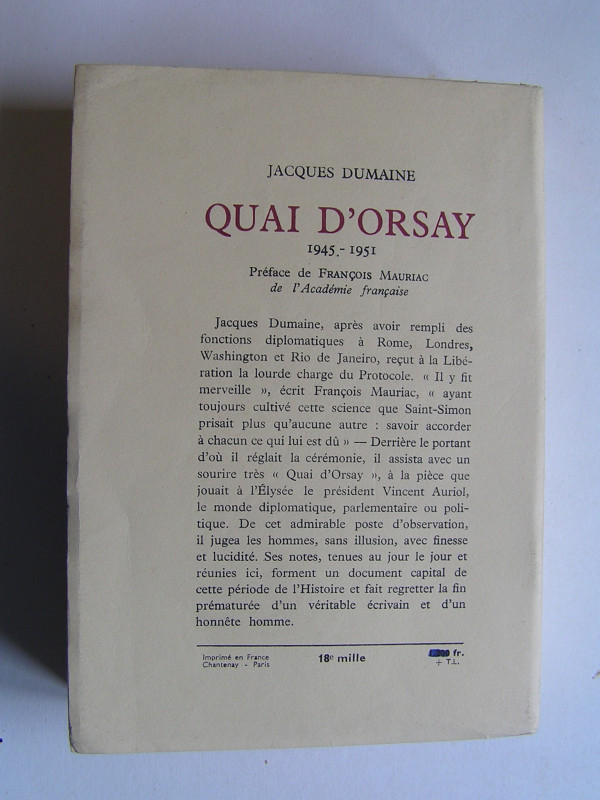 JACQUES DUMAINE
QUAI D'ORSAY
1945 - 1951
Préface de FRANÇOIS MAURIAC
de l'Académie française
Jacques Dumaine, après avoir rempli des
fonctions diplomatiques à Rome, Londres,
Washington et Rio de Janeiro, reçut à la Libé-
ration la lourde charge du Protocole. « Il y fit
merveille », écrit François Mauriac, « ayant
toujours cultivé cette science que Saint-Simon
prisait plus qu'aucune autre : savoir accorder
à chacun ce qui lui est dû » — Derrière le portant
d'où il réglait la cérémonie, il assista avec un
sourire très « Quai d'Orsay », à la pièce que
jouait à l'Élysée le président Vincent Auriol,
le monde diplomatique, parlementaire ou poli-
tique. De cet admirable poste d'observation,
il jugea les hommes, sans illusion, avec finesse
et lucidité. Ses notes, tenues au jour le jour et
réunies ici, forment un document capital de
cette période de l'Histoire et fait regretter la fin
prématurée d'un véritable écrivain et d'un
honnête homme.
Imprimé en France
Chantenay - Paris
18e mille
fr.
+ T.L.